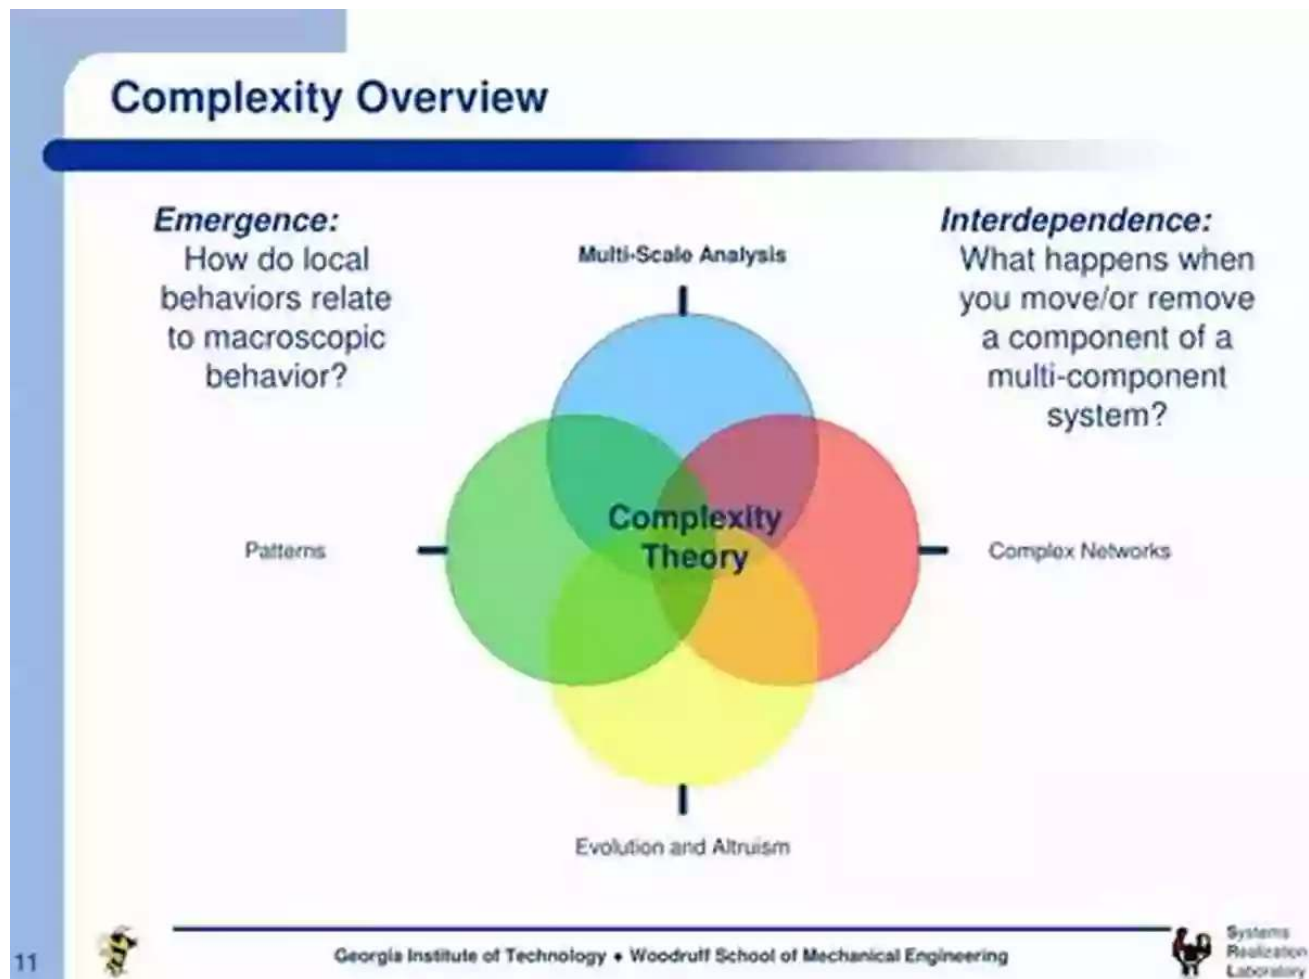 Complexity Overview
Emergence:
How do local
behaviors relate
to macroscopic
behavior?
Interdependence:
What happens when
you move/or remove
a component of a
multi-component
system?
Multi-Scale Analysis
Complexity
Theory
Patterns
Complex Networks
Evolution and Altruism
11
Georgia Institute of Technology • Woodruff School of Mechanical Engineering
Systems
Realization
Laboratory